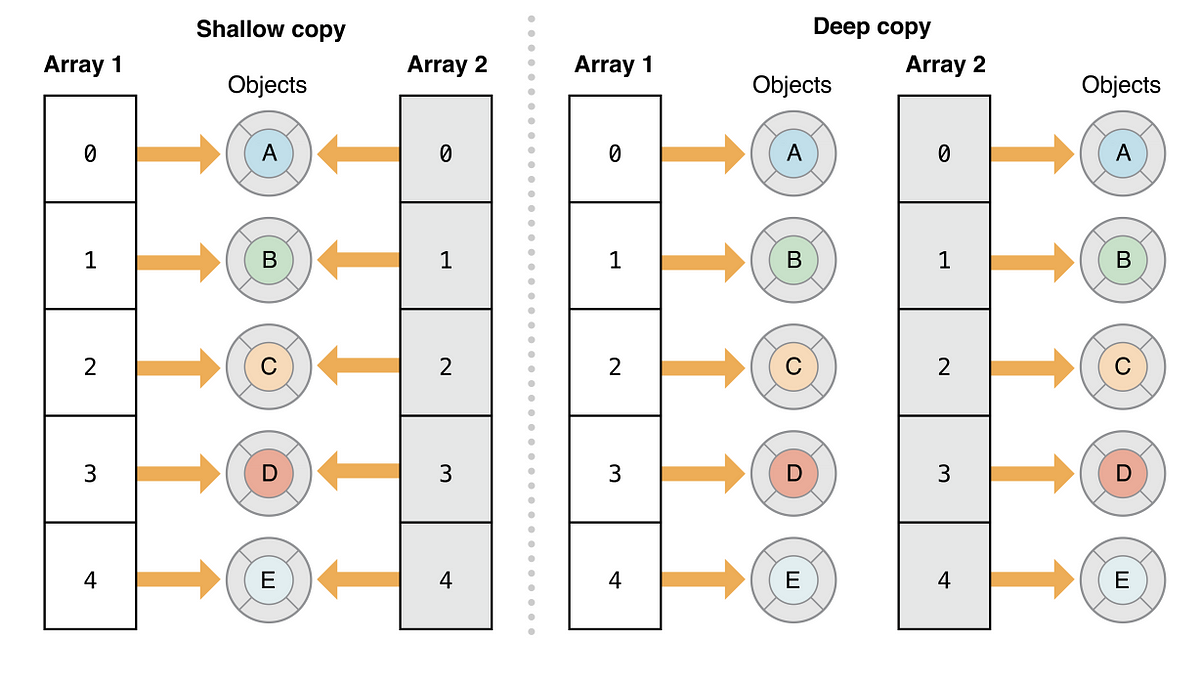 Shallow copy
Array 1
Objects
Array 2
0
A
0
1
B
1
2
C
2
3
D
3
4
E
4
Deep copy
Array 1
Objects
Array 2
Objects
0
A
0
A
1
B
1
B
2
C
2
C
3
D
3
D
4
E
4
E